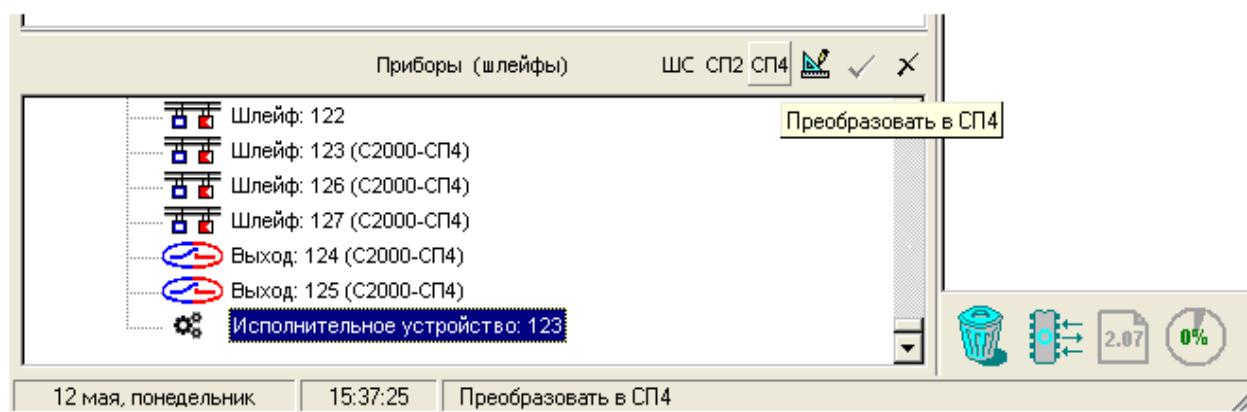 Приборы (шлейфы) ШС СП2 СП4
Преобразовать в СП4
Шлейф: 122
Шлейф: 123 (С2000-СП4)
Шлейф: 126 (С2000-СП4)
Шлейф: 127 (С2000-СП4)
Выход: 124 (С2000-СП4)
Выход: 125 (С2000-СП4)
Исполнительное устройство: 123
2.07 0%
12 мая, понедельник 15:37:25 Преобразовать в СП4